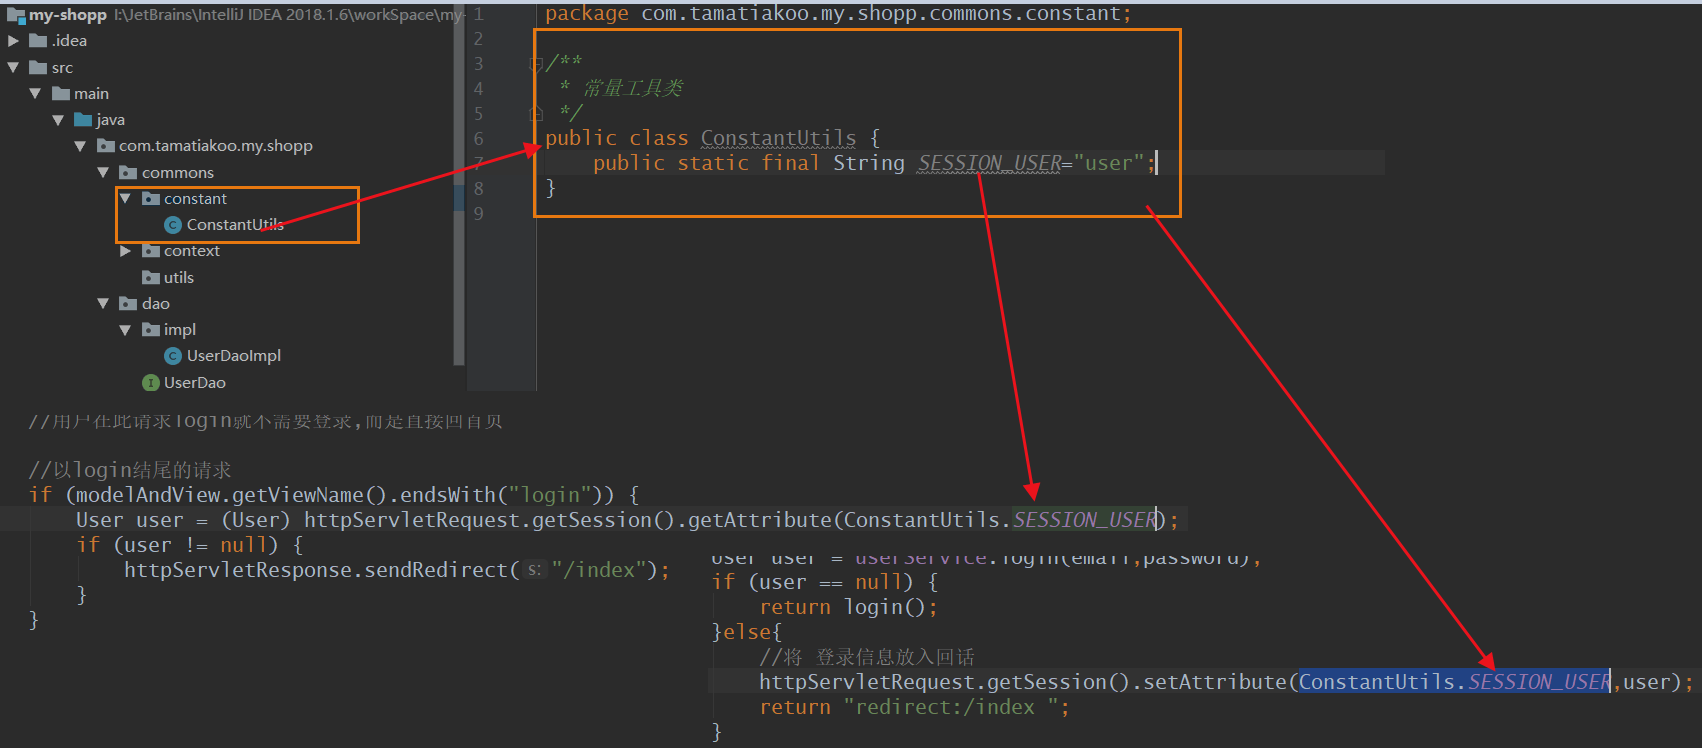 my-shopp I:\JetBrains\IntelliJ IDEA 2018.1.6\workSpace\my-
.idea
src
main
java
com.tamatiakoo.my.shopp
commons
constant
ConstantUtils
context
utils
dao
impl
UserDaoImpl
UserDao
1 package com.tamatiakoo.my.shopp.commons.constant;
2
3 /**
4 * 常量工具类
5 */
6 public class ConstantUtils {
7 public static final String SESSION_USER="user";
8 }
9
//用户在此请求login就不需要登录,而是直接回首页
//以login结尾的请求
if (modelAndView.getViewName().endsWith("login")) {
User user = (User) httpServletRequest.getSession().getAttribute(ConstantUtils.SESSION_USER);
if (user != null) {
httpServletResponse.sendRedirect( s: "/index");
}
}
User user = userService.login(email,password);
if (user == null) {
return login();
}else{
//将 登录信息放入回话
httpServletRequest.getSession().setAttribute(ConstantUtils.SESSION_USER,user);
return "redirect:/index ";
}